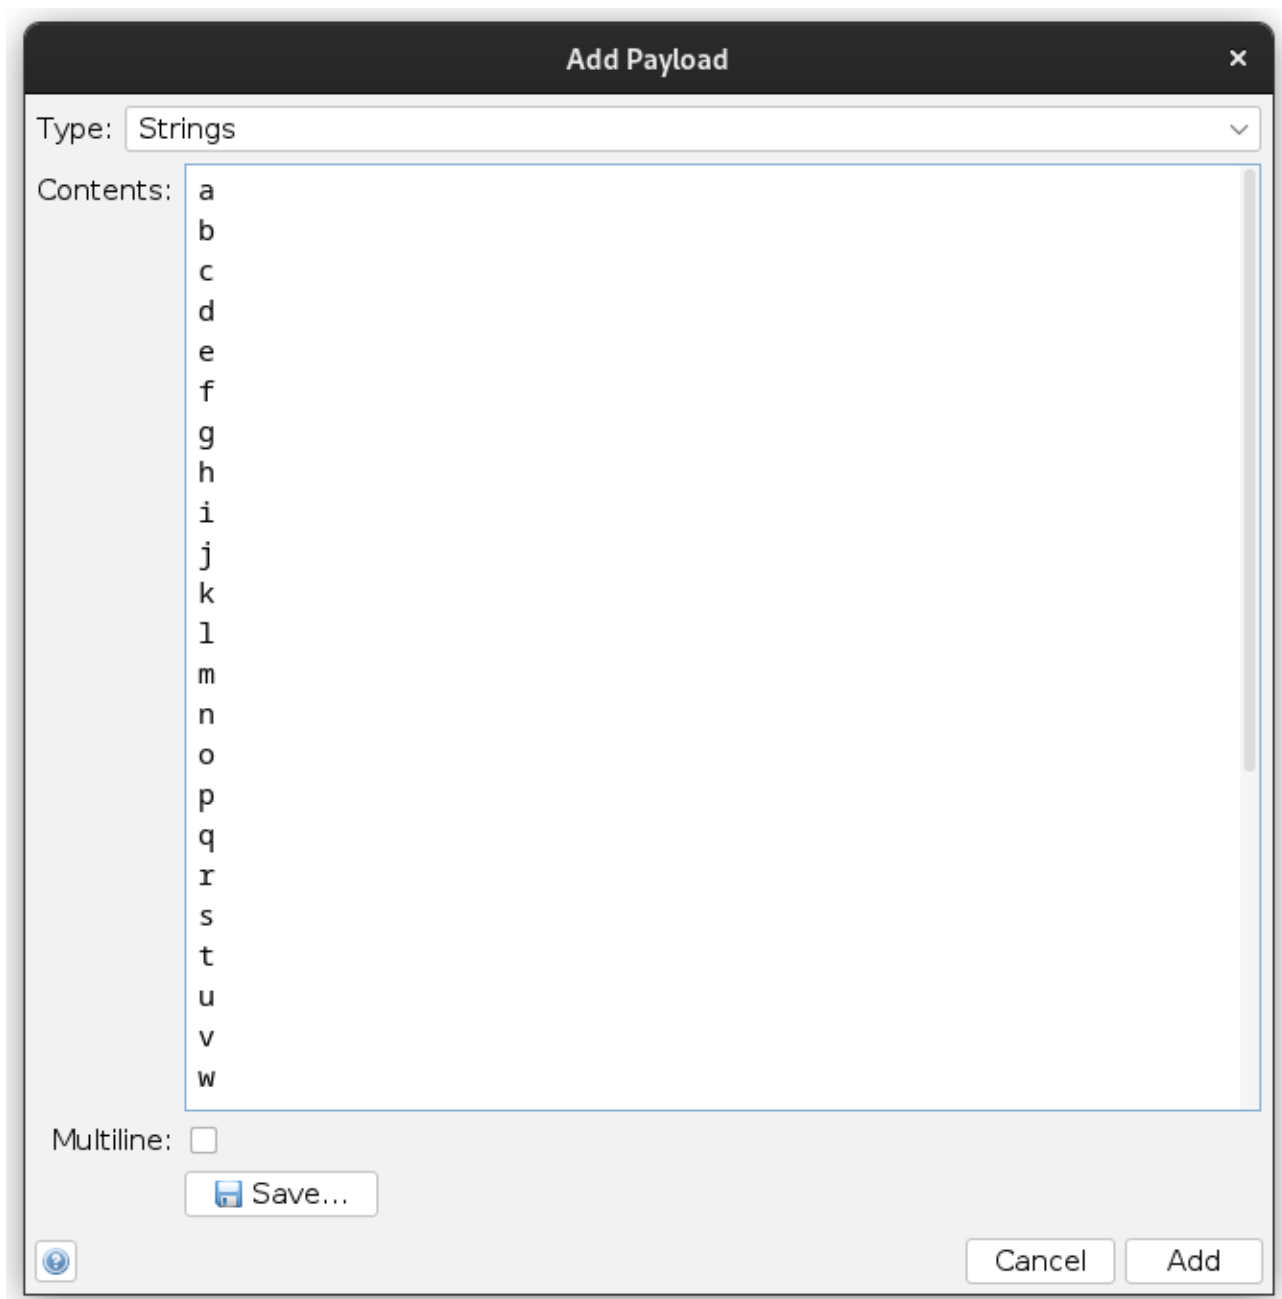 Add Payload
Type: Strings
Contents: a
b
c
d
e
f
g
h
i
j
k
l
m
n
o
p
q
r
s
t
u
v
w
Multiline:
Save...
Cancel Add